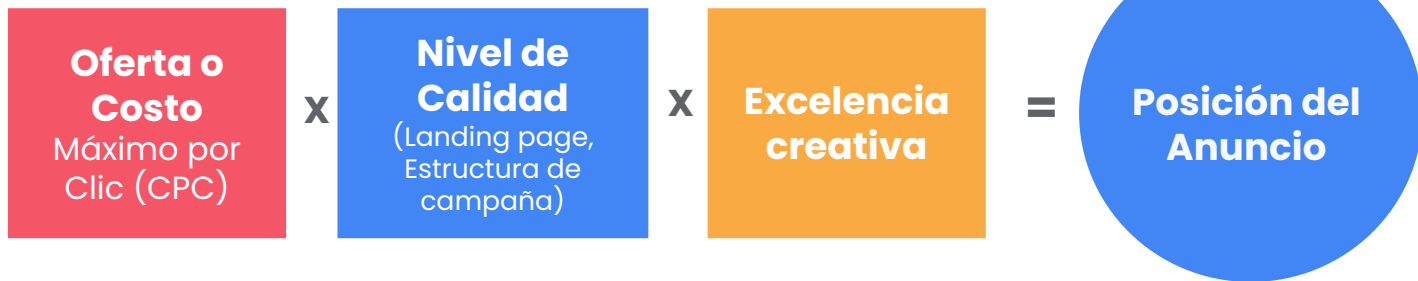 Oferta o
Costo
Máximo por
Clic (CPC)
x
Nivel de
Calidad
(Landing page,
Estructura de
campaña)
x
Excelencia
creativa
=
Posición del
Anuncio